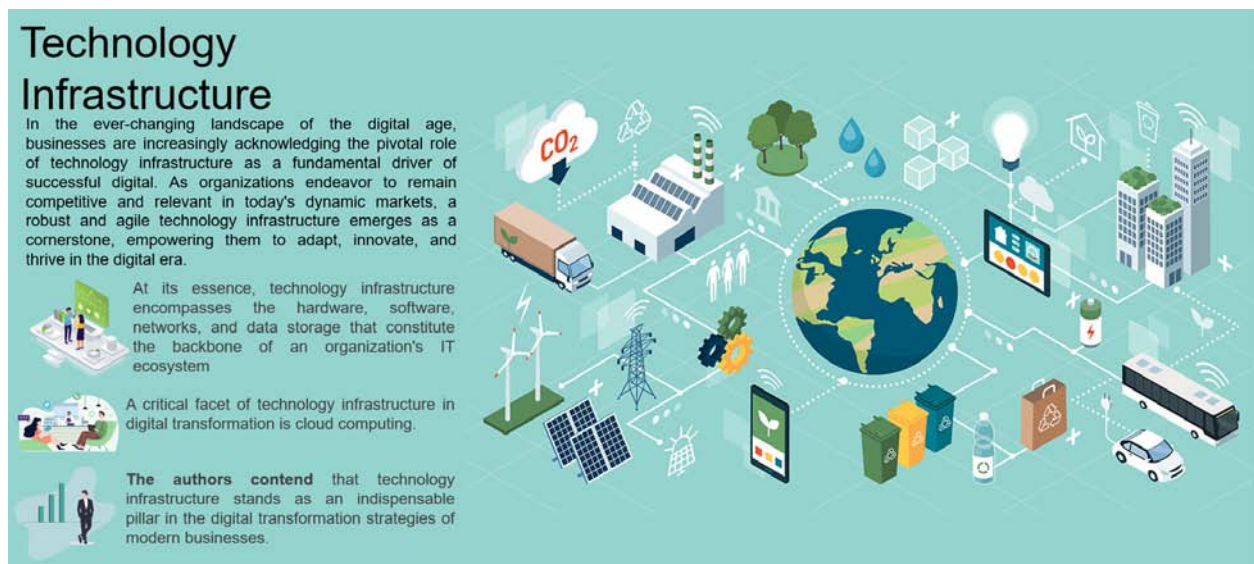 Technology
Infrastructure
In the ever-changing landscape of the digital age,
businesses are increasingly acknowledging the pivotal role
of technology infrastructure as a fundamental driver of
successful digital. As organizations endeavor to remain
competitive and relevant in today's dynamic markets, a
robust and agile technology infrastructure emerges as a
cornerstone, empowering them to adapt, innovate, and
thrive in the digital era.
At its essence, technology infrastructure
encompasses the hardware, software,
networks, and data storage that constitute
the backbone of an organization's IT
ecosystem
A critical facet of technology infrastructure in
digital transformation is cloud computing.
The authors contend that technology
infrastructure stands as an indispensable
pillar in the digital transformation strategies of
modern businesses.
CO2